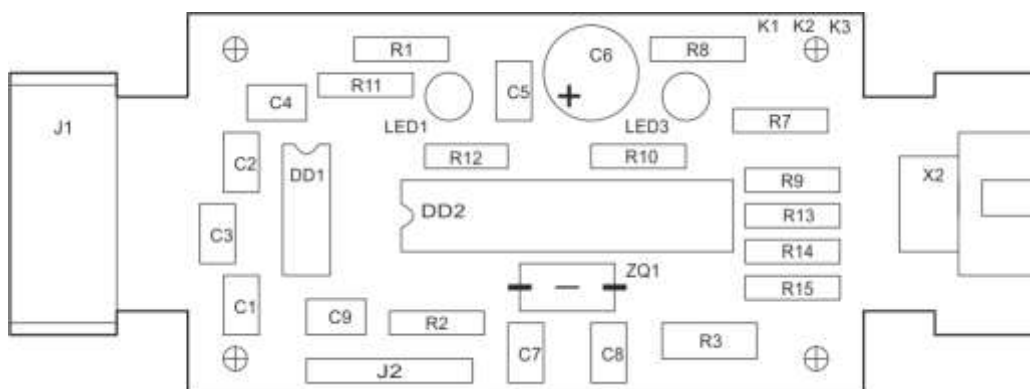 K1 K2 K3
R1
C6
R8
J1
R11
C5
C4
LED1
LED3
R7
C2
DD1
R12
R10
X2
R9
DD2
R13
C3
R14
ZQ1
R15
C1
C9
R2
R3
C7
C8
J2